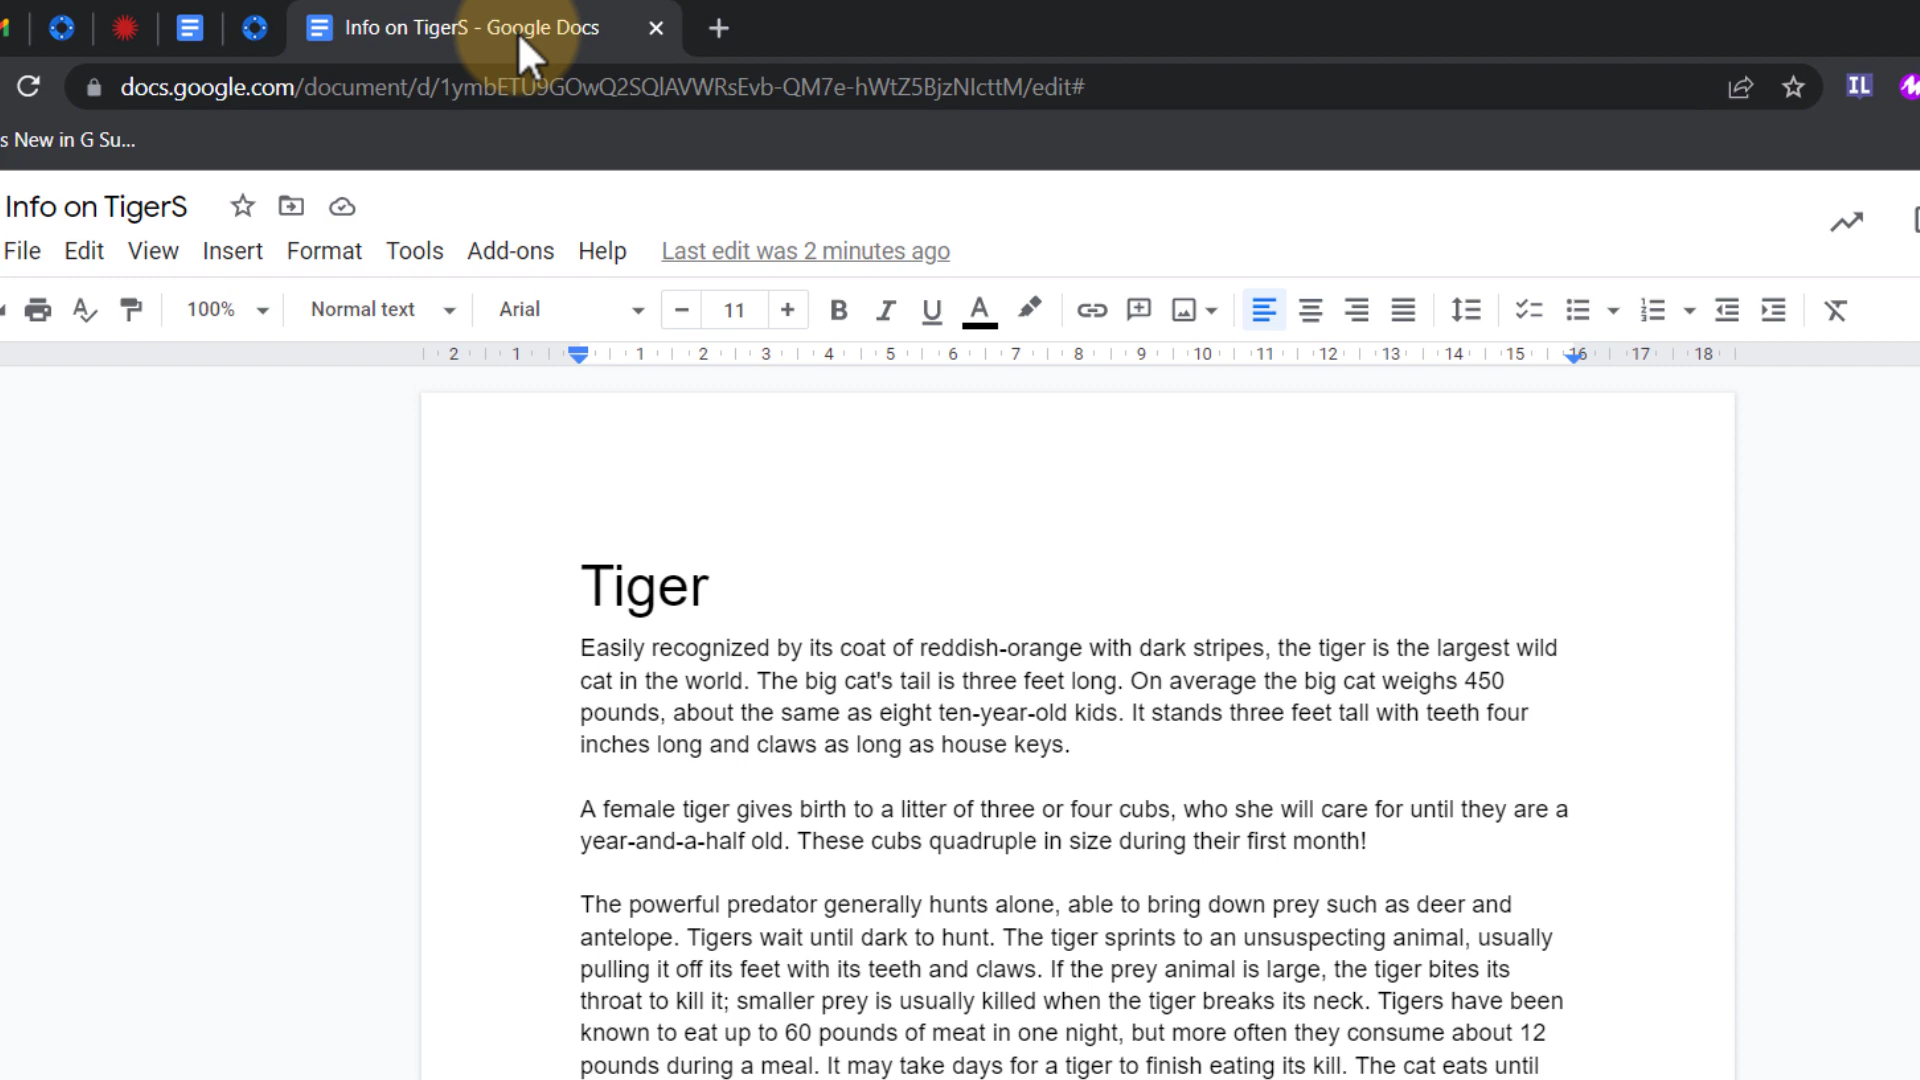 Info on TigerS - Google Docs
docs.google.com/document/d/1ymbETU9GOwQ2SQlAVWRsEvb-QM7e-hWtZ5BjzNlcttM/edit#
IL
s New in G Su...
Info on TigerS
File Edit View Insert Format Tools Add-ons Help Last edit was 2 minutes ago
100% Normal text Arial 11 B I U A
2 1 1 2 3 4 5 6 7 8 9 10 11 12 13 14 15 16 17 18
Tiger
Easily recognized by its coat of reddish-orange with dark stripes, the tiger is the largest wild
cat in the world. The big cat's tail is three feet long. On average the big cat weighs 450
pounds, about the same as eight ten-year-old kids. It stands three feet tall with teeth four
inches long and claws as long as house keys.
A female tiger gives birth to a litter of three or four cubs, who she will care for until they are a
year-and-a-half old. These cubs quadruple in size during their first month!
The powerful predator generally hunts alone, able to bring down prey such as deer and
antelope. Tigers wait until dark to hunt. The tiger sprints to an unsuspecting animal, usually
pulling it off its feet with its teeth and claws. If the prey animal is large, the tiger bites its
throat to kill it; smaller prey is usually killed when the tiger breaks its neck. Tigers have been
known to eat up to 60 pounds of meat in one night, but more often they consume about 12
pounds during a meal. It may take days for a tiger to finish eating its kill. The cat eats until